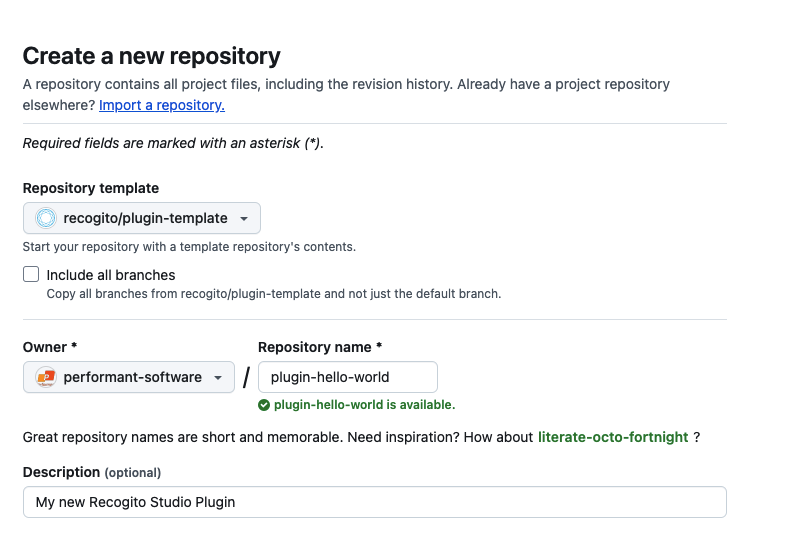 Create a new repository
A repository contains all project files, including the revision history. Already have a project repository
elsewhere? Import a repository.
Required fields are marked with an asterisk (*).
Repository template
recogito/plugin-template
Start your repository with a template repository's contents.
Include all branches
Copy all branches from recogito/plugin-template and not just the default branch.
Owner * Repository name *
performant-software / plugin-hello-world
plugin-hello-world is available.
Great repository names are short and memorable. Need inspiration? How about literate-octo-fortnight ?
Description (optional)
My new Recogito Studio Plugin